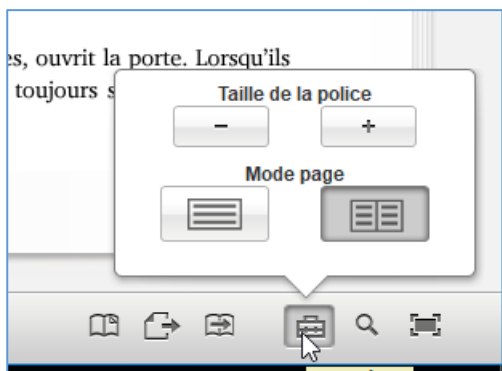 es, ouvrit la porte. Lorsqu'ils
toujours s
Taille de la police
-
+
Mode page